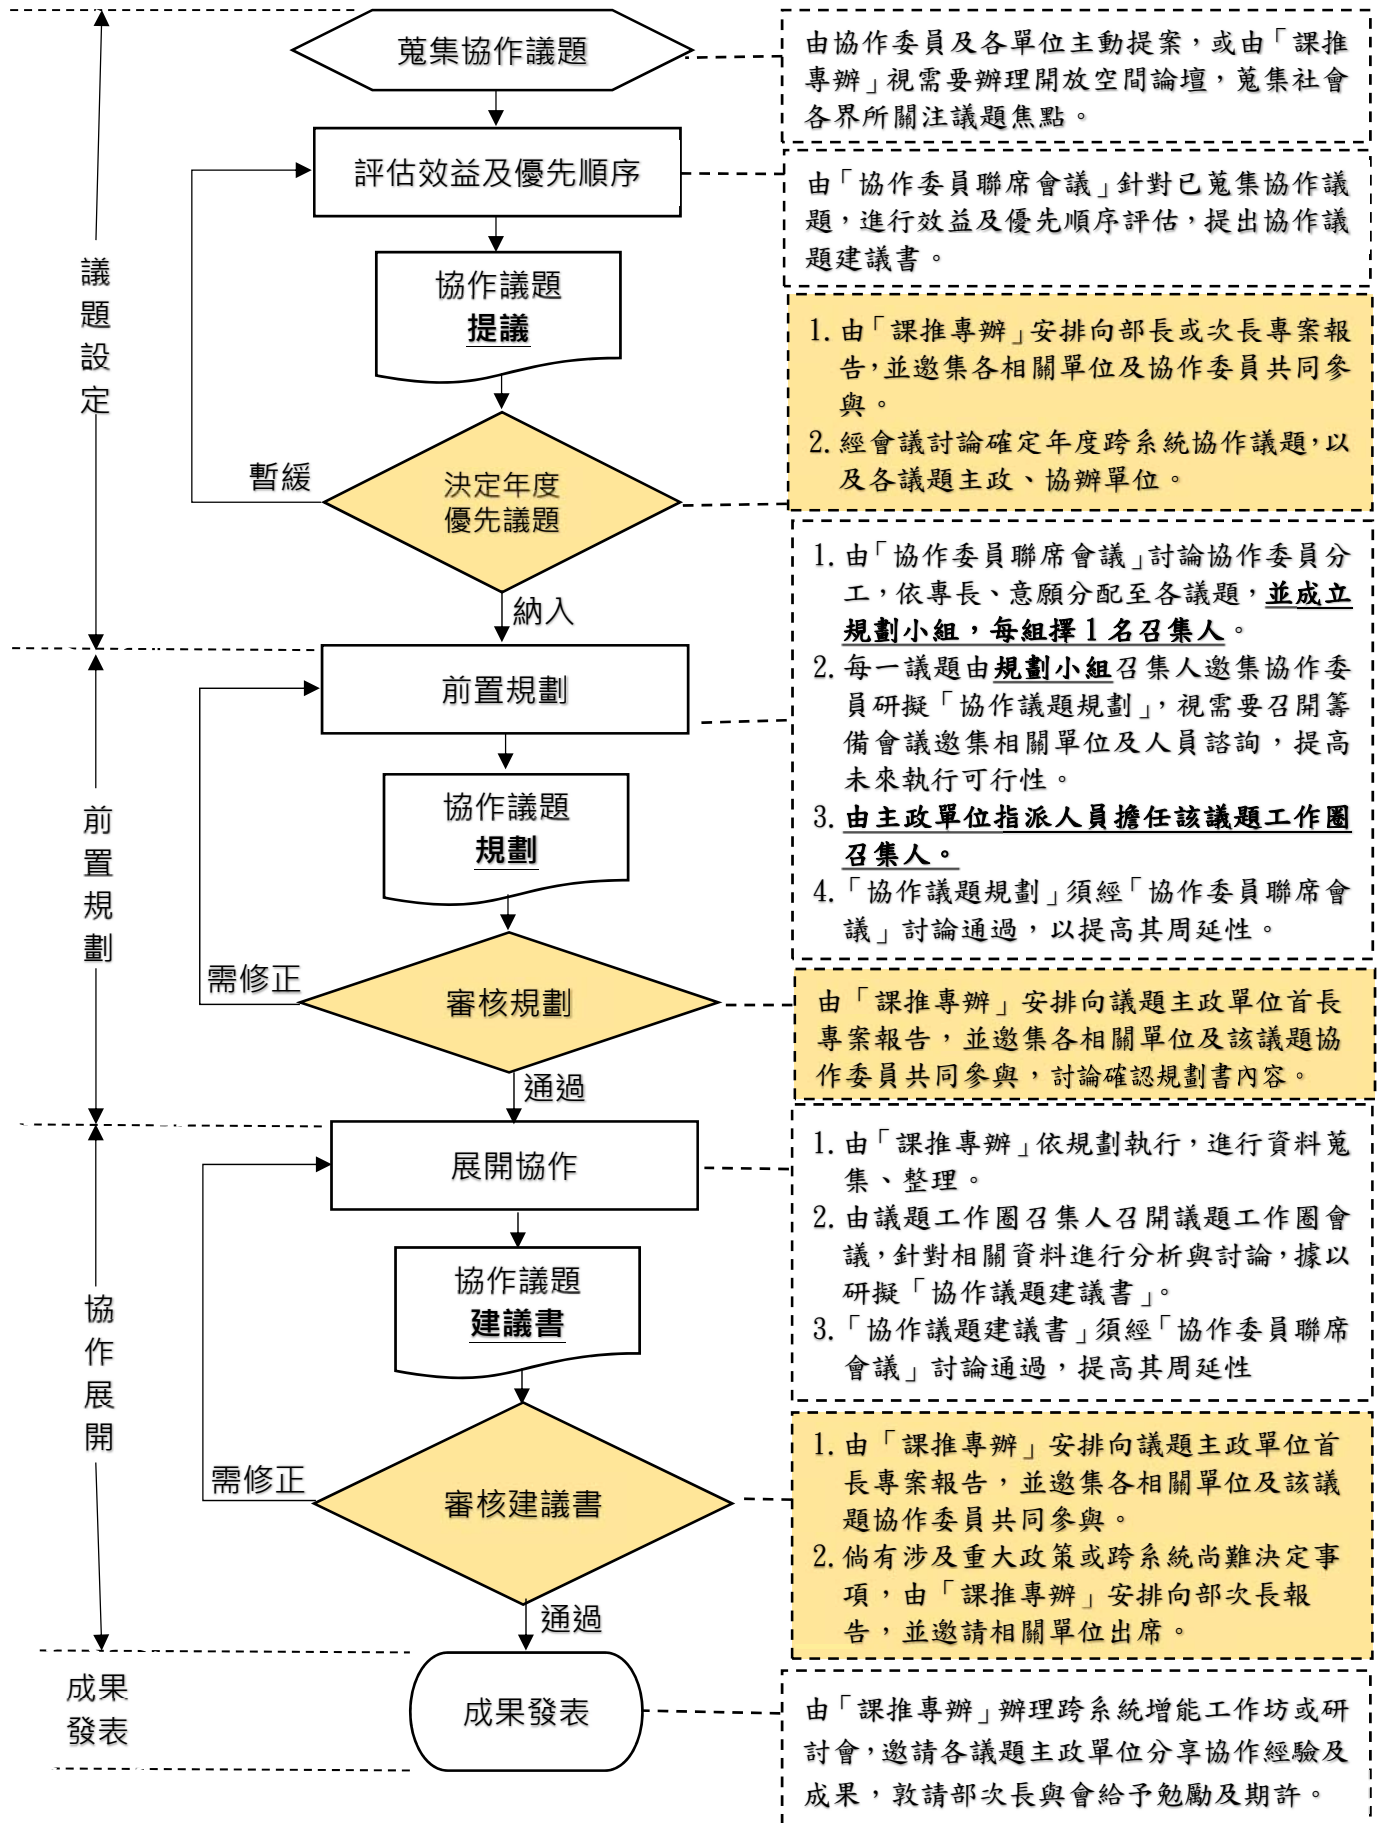 蒐集協作議題
由協作委員及各單位主動提案，或由「課推
專辦」視需要辦理開放空間論壇，蒐集社會
各界所關注議題焦點。
評估效益及優先順序
由「協作委員聯席會議」針對已蒐集協作議
題，進行效益及優先順序評估，提出協作議
題建議書。
協作議題
提議
議
題
設
定
1. 由「課推專辦」安排向部長或次長專案報
告，並邀集各相關單位及協作委員共同參
與。
2. 經會議討論確定年度跨系統協作議題，以
及各議題主政、協辦單位。
暫緩
決定年度
優先議題
納入
1. 由「協作委員聯席會議」討論協作委員分
工，依專長、意願分配至各議題，並成立
規劃小組，每組擇 1 名召集人。
2. 每一議題由規劃小組召集人邀集協作委
員研擬「協作議題規劃」，視需要召開籌
備會議邀集相關單位及人員諮詢，提高
未來執行可行性。
3. 由主政單位指派人員擔任該議題工作圈
召集人。
4. 「協作議題規劃」須經「協作委員聯席會
議」討論通過，以提高其周延性。
前置規劃
協作議題
規劃
前
置
規
劃
需修正
審核規劃
通過
由「課推專辦」安排向議題主政單位首長
專案報告，並邀集各相關單位及該議題協
作委員共同參與，討論確認規劃書內容。
展開協作
1. 由「課推專辦」依規劃執行，進行資料蒐
集、整理。
2. 由議題工作圈召集人召開議題工作圈會
議，針對相關資料進行分析與討論，據以
研擬「協作議題建議書」。
3. 「協作議題建議書」須經「協作委員聯席
會議」討論通過，提高其周延性
協作議題
建議書
協
作
展
開
需修正
審核建議書
通過
1. 由「課推專辦」安排向議題主政單位首
長專案報告，並邀集各相關單位及該議
題協作委員共同參與。
2. 倘有涉及重大政策或跨系統尚難決定事
項，由「課推專辦」安排向部次長報
告，並邀請相關單位出席。
成果
發表
成果發表
由「課推專辦」辦理跨系統增能工作坊或研
討會，邀請各議題主政單位分享協作經驗及
成果，敦請部次長與會給予勉勵及期許。